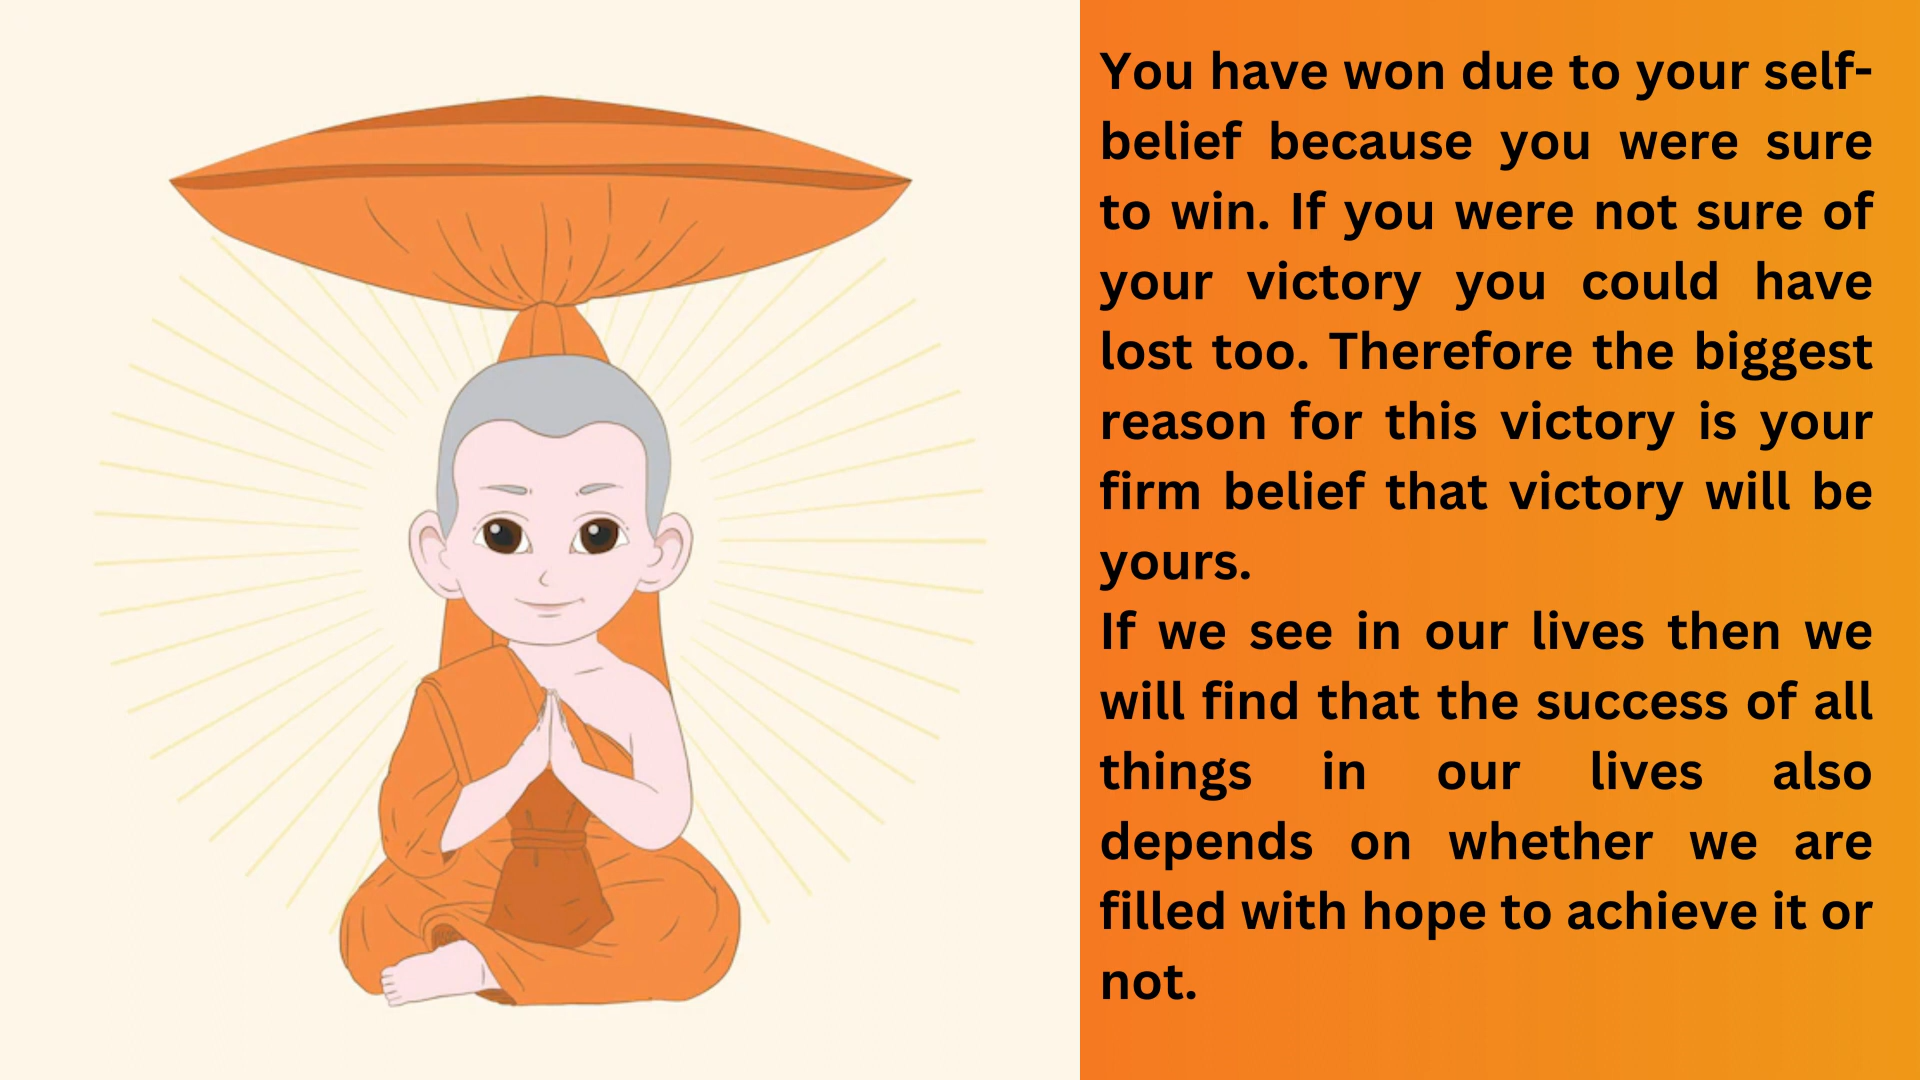 You have won due to your self-
belief because you were sure
to win. If you were not sure of
your victory you could have
lost too. Therefore the biggest
reason for this victory is your
firm belief that victory will be
yours.
If we see in our lives then we
will find that the success of all
things in our lives also
depends on whether we are
filled with hope to achieve it or
not.